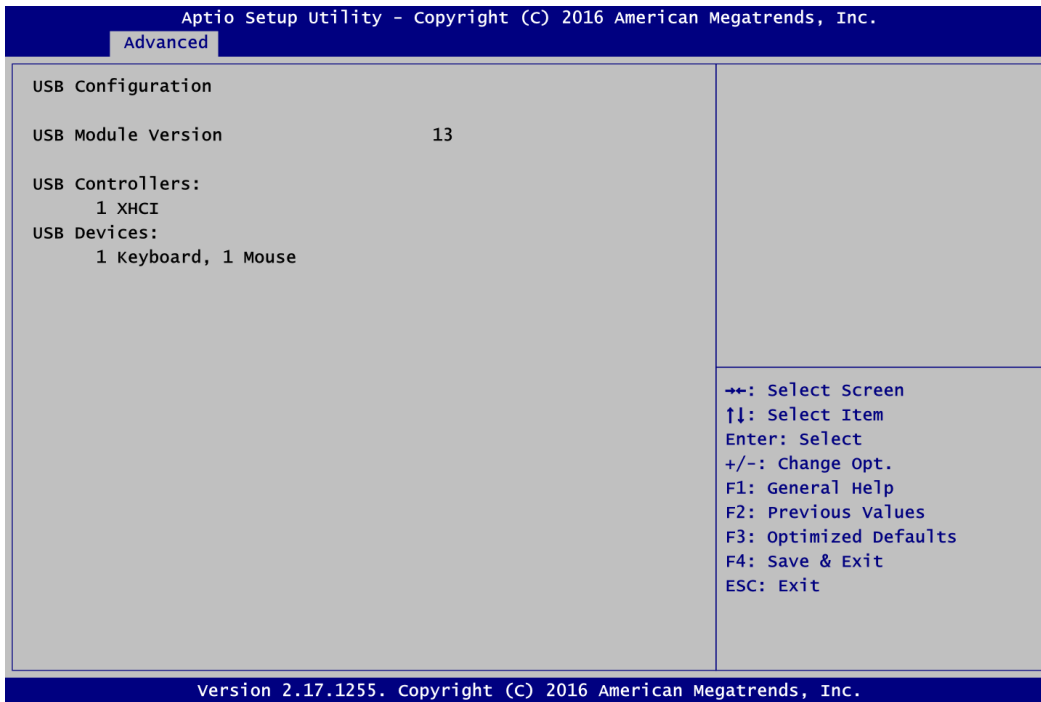 Aptio Setup Utility - Copyright (C) 2016 American Megatrends, Inc.
Advanced
USB Configuration
USB Module Version 13
USB Controllers:
1 XHCI
USB Devices:
1 Keyboard, 1 Mouse
→←: Select Screen
↑↓: Select Item
Enter: Select
+/-: Change Opt.
F1: General Help
F2: Previous Values
F3: Optimized Defaults
F4: Save & Exit
ESC: Exit
Version 2.17.1255. Copyright (C) 2016 American Megatrends, Inc.